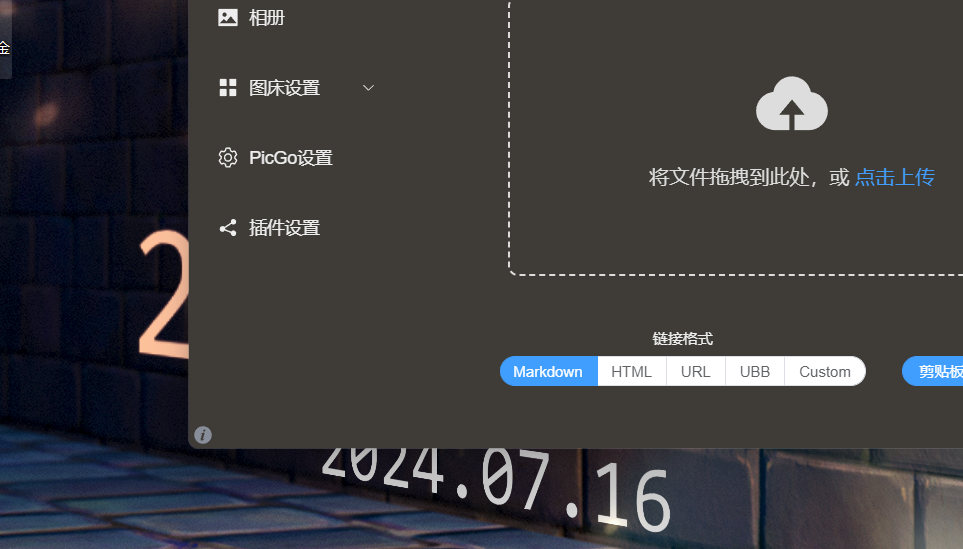 相册
金
图床设置
PicGo设置
将文件拖拽到此处，或 点击上传
插件设置
2
链接格式
Markdown HTML URL UBB Custom 剪贴板
2024.07.16